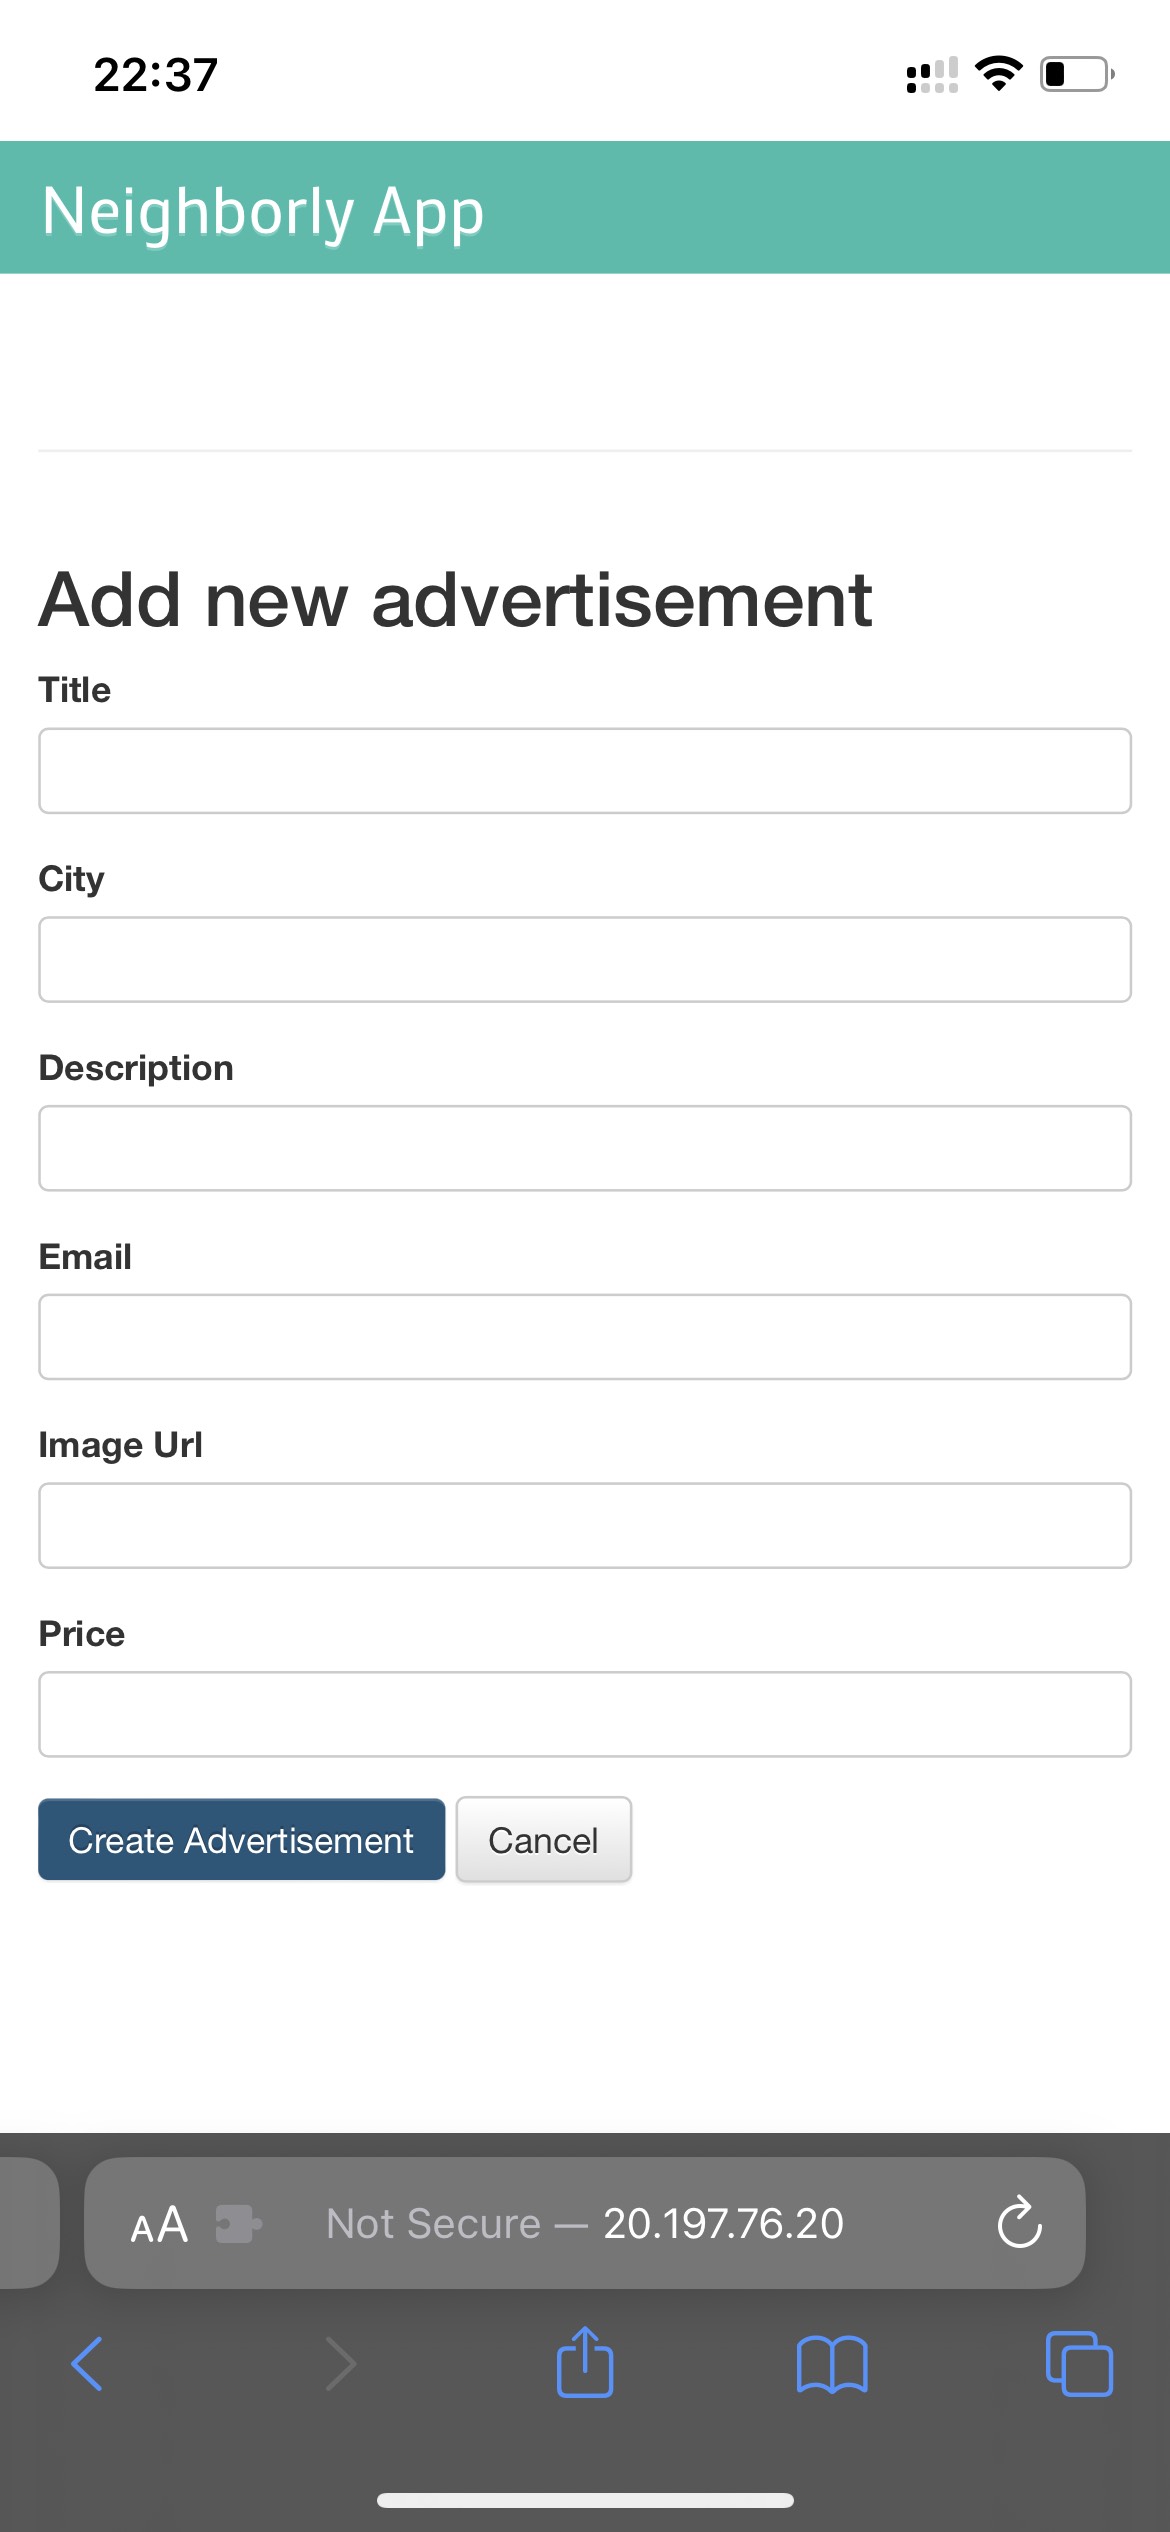 22:37
Neighborly App
Add new advertisement
Title
City
Description
Email
Image Url
Price
Create Advertisement Cancel
AA Not Secure — 20.197.76.20